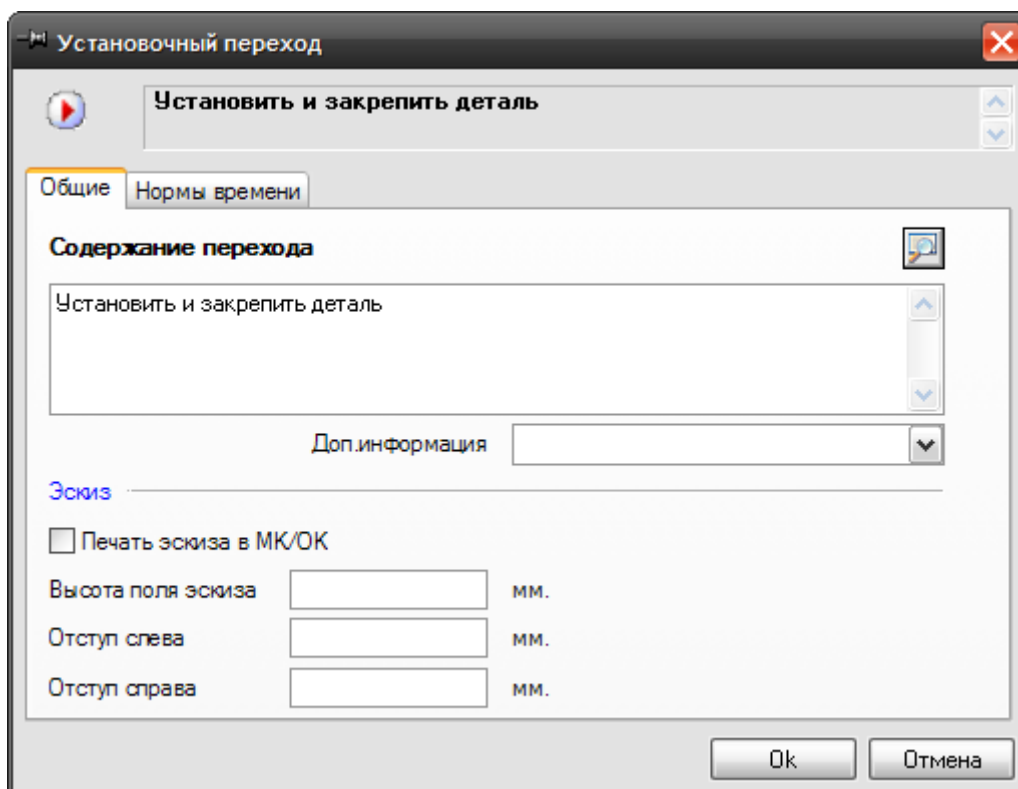 Установочный переход
Установить и закрепить деталь
Общие
Нормы времени
Содержание перехода
Установить и закрепить деталь
Доп.информация
Эскиз
Печать эскиза в МК/ОК
Высота поля эскиза мм.
Отступ слева мм.
Отступ справа мм.
Ok
Отмена